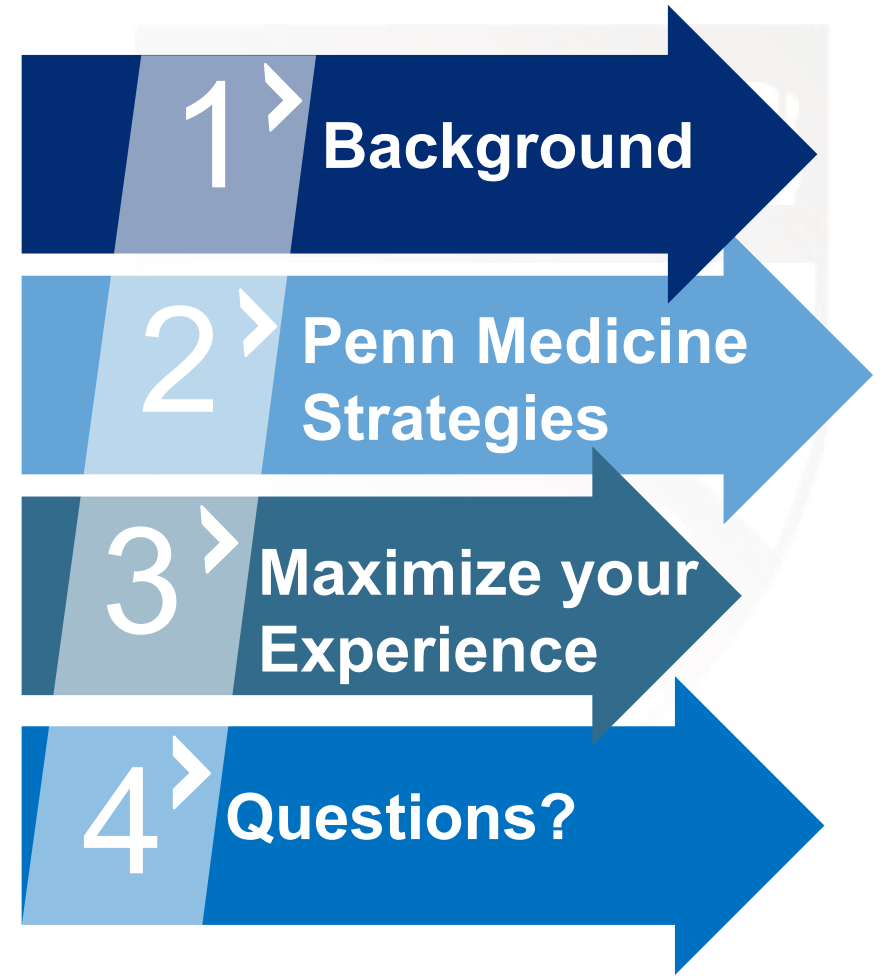 1
Background
2
Penn Medicine
Strategies
3
Maximize your
Experience
4
Questions?